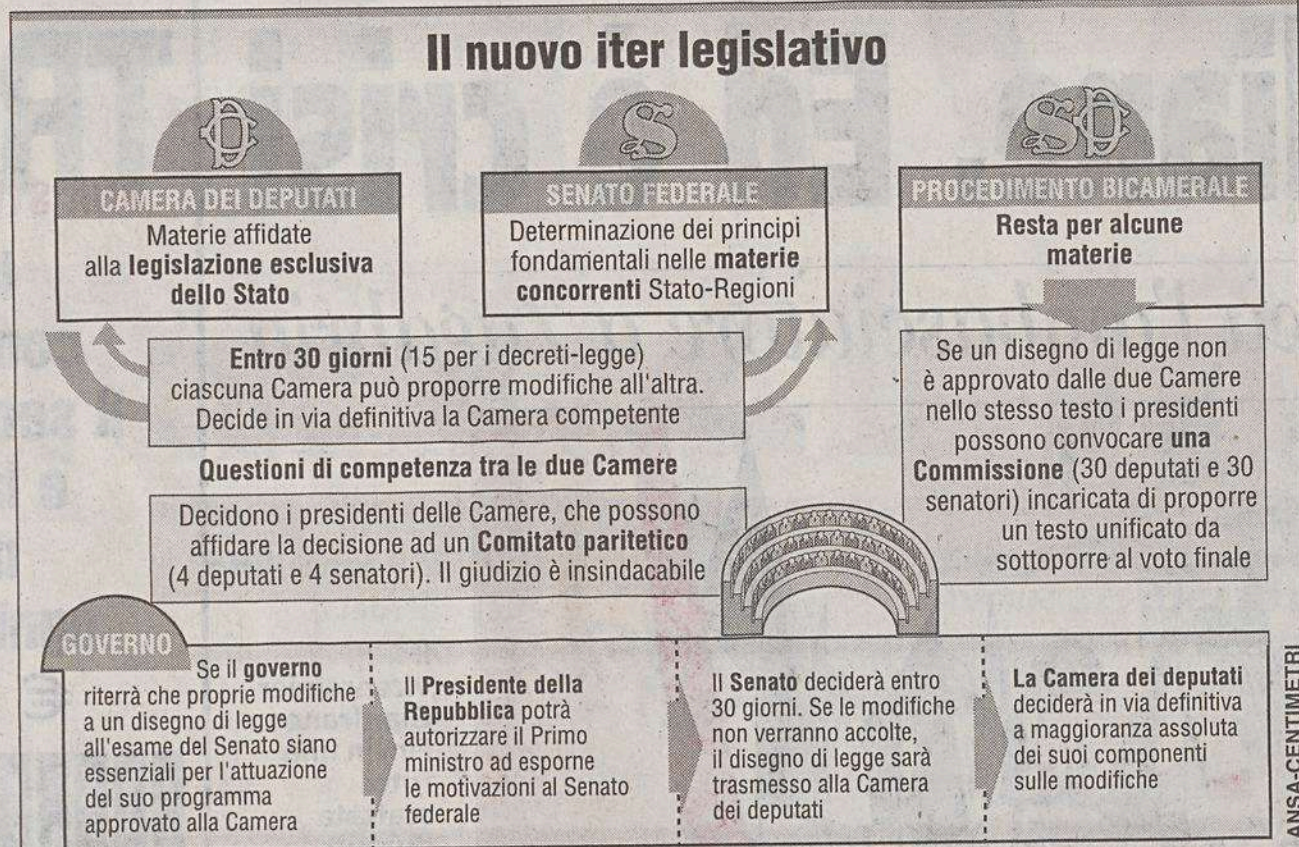 Il nuovo iter legislativo
CAMERA DEI DEPUTATI
Materie affidate
alla legislazione esclusiva
dello Stato
SENATO FEDERALE
Determinazione dei principi
fondamentali nelle materie
concorrenti Stato-Regioni
PROCEDIMENTO BICAMERALE
Resta per alcune
materie
Entro 30 giorni (15 per i decreti-legge)
ciascuna Camera può proporre modifiche all'altra.
Decide in via definitiva la Camera competente
Se un disegno di legge non
è approvato dalle due Camere
nello stesso testo i presidenti
possono convocare una
Commissione (30 deputati e 30
senatori) incaricata di proporre
un testo unificato da
sottoporre al voto finale
Questioni di competenza tra le due Camere
Decidono i presidenti delle Camere, che possono
affidare la decisione ad un Comitato paritetico
(4 deputati e 4 senatori). Il giudizio è insindacabile
GOVERNO
Se il governo
riterrà che proprie modifiche
a un disegno di legge
all'esame del Senato siano
essenziali per l'attuazione
del suo programma
approvato alla Camera
Il Presidente della
Repubblica potrà
autorizzare il Primo
ministro ad esporne
le motivazioni al Senato
federale
Il Senato deciderà entro
30 giorni. Se le modifiche
non verranno accolte,
il disegno di legge sarà
trasmesso alla Camera
dei deputati
La Camera dei deputati
deciderà in via definitiva
a maggioranza assoluta
dei suoi componenti
sulle modifiche
ANSA-CENTIMETRI